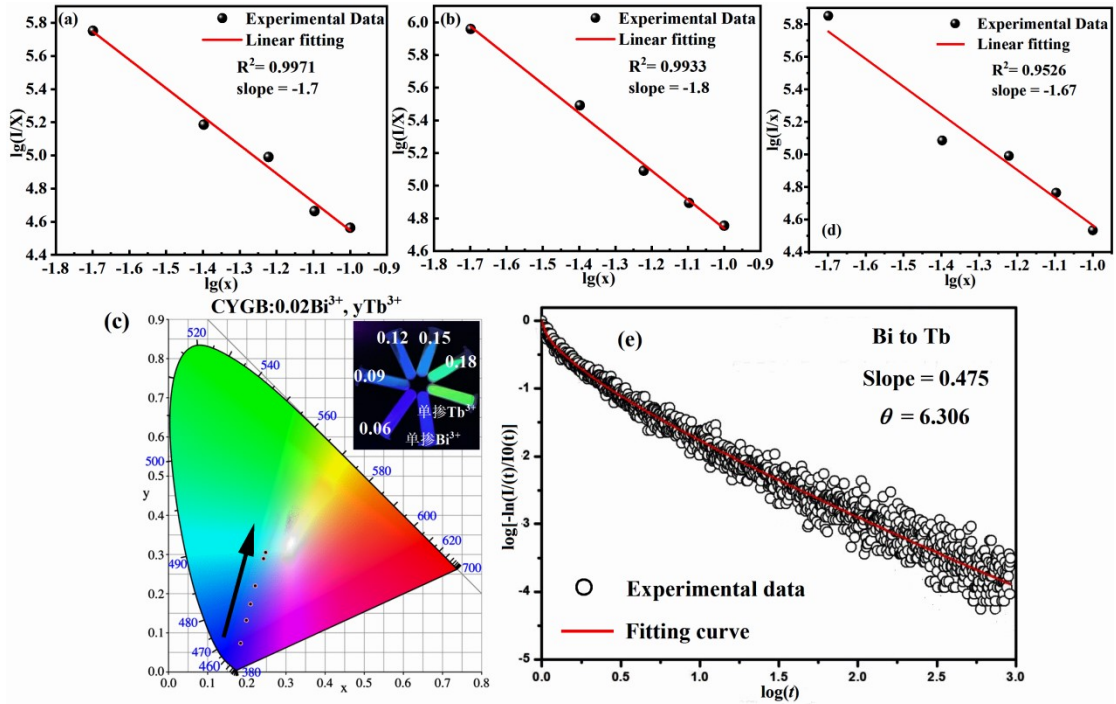 (a)
Experimental Data
Linear fitting
R²= 0.9971
slope = -1.7
lg(I/X)
5.8
5.4
5.0
4.6
4.4
-1.8 -1.7 -1.6 -1.5 -1.4 -1.3 -1.2 -1.1 -1.0 -0.9
lg(x)
(b)
Experimental Data
Linear fitting
R²= 0.9933
slope = -1.8
lg(I/X)
6.0
5.8
5.6
5.4
5.2
5.0
4.8
4.6
-1.8 -1.7 -1.6 -1.5 -1.4 -1.3 -1.2 -1.1 -1.0 -0.9
lg(x)
Experimental Data
Linear fitting
R²= 0.9526
slope = -1.67
(d)
lg(I/x)
5.8
5.6
5.4
5.2
5.0
4.8
4.6
4.4
-1.7 -1.6 -1.5 -1.4 -1.3 -1.2 -1.1 -1.0
lg(x)
CYGB:0.02Bi³⁺, yTb³⁺
(c)
0.9
0.8
0.7
0.6
0.5
y
0.4
0.3
0.2
0.1
0.0
0.0 0.1 0.2 0.3 0.4 0.5 0.6 0.7 0.8
x
520
540
560
580
600
620
700
500
490
480
470
460
380
0.12 0.15
0.18
0.09
0.06
单掺Tb³⁺
单掺Bi³⁺
(e)
Bi to Tb
Slope = 0.475
θ = 6.306
Experimental data
Fitting curve
log[-ln(I/(t)/I0(t)]
0
-1
-2
-3
-4
-5
0.0 0.5 1.0 1.5 2.0 2.5 3.0
log(t)